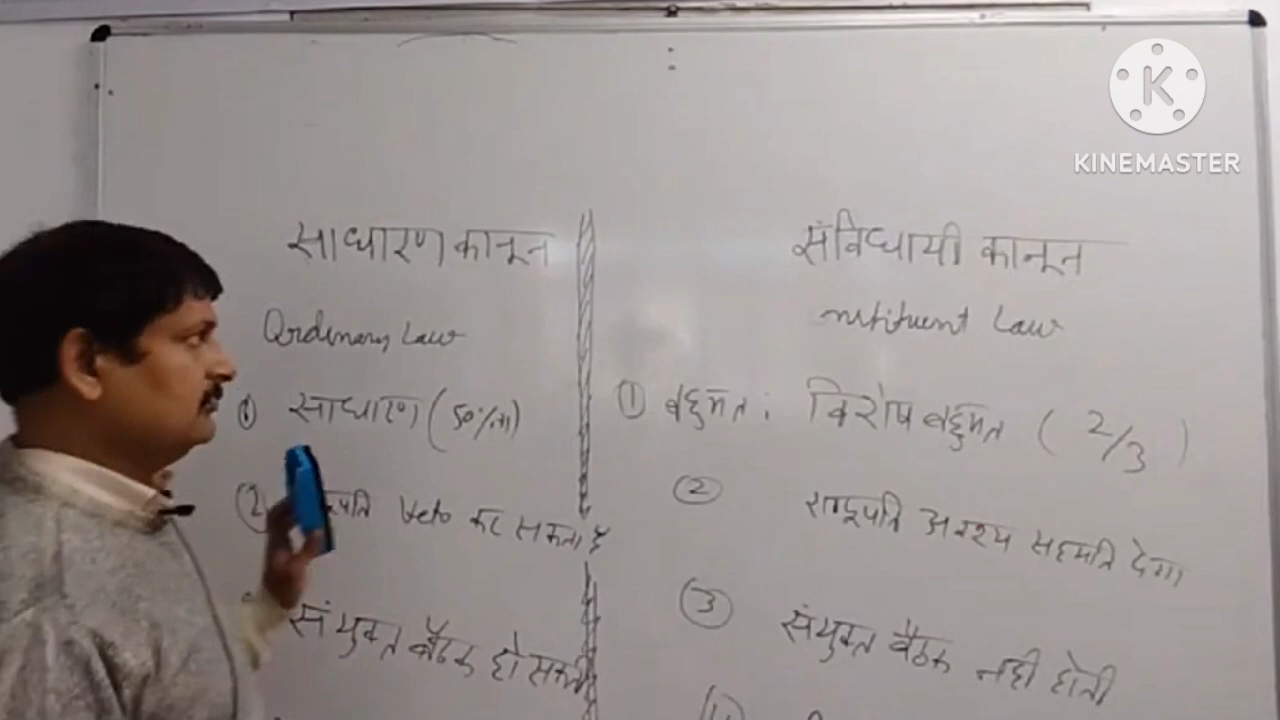 K
KINEMASTER
साधारण कानून
Ordinary Law
① साधारण (50%+1)
② पति Veto कर सकता है
संयुक्त बैठक हो सकती
संविधायी कानून
nstituent Law
① बहुमत : विशेष बहुमत ( 2/3 )
② राष्ट्रपति अवश्य सहमति देगा
③ संयुक्त बैठक नही होती